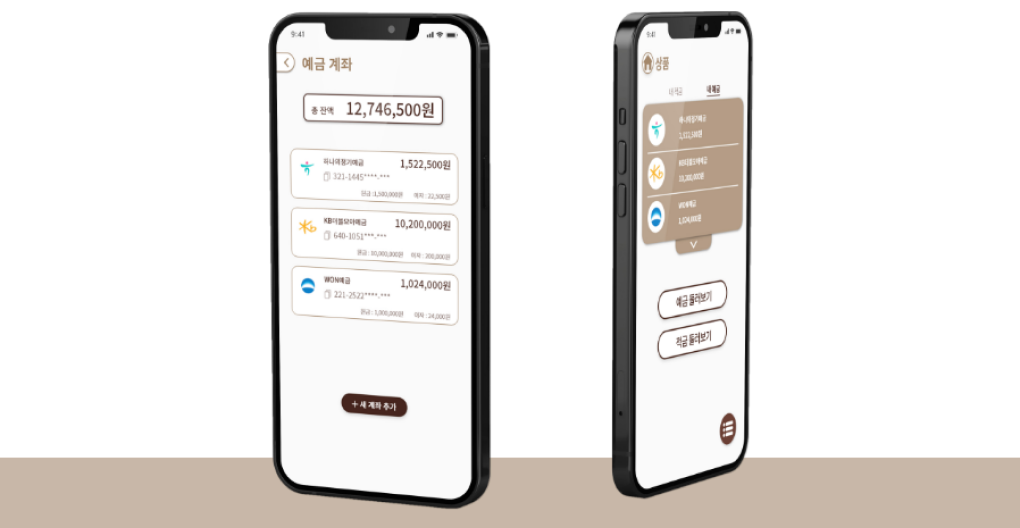 9:41
예금 계좌
총 잔액 12,746,500원
하나의정기예금 1,522,500원
321-1445****-***
원금 : 1,500,000원 이자 : 22,500원
KB더블모아예금 10,200,000원
640-1051***-***
원금 : 10,000,000원 이자 : 200,000원
WON예금 1,024,000원
221-2522****-***
원금 : 1,000,000원 이자 : 24,000원
+ 새 계좌 추가
9:41
상품
내 적금 내 예금
하나의정기예금
1,522,500원
KB더블모아예금
10,200,000원
WON예금
1,024,000원
예금 둘러보기
적금 둘러보기